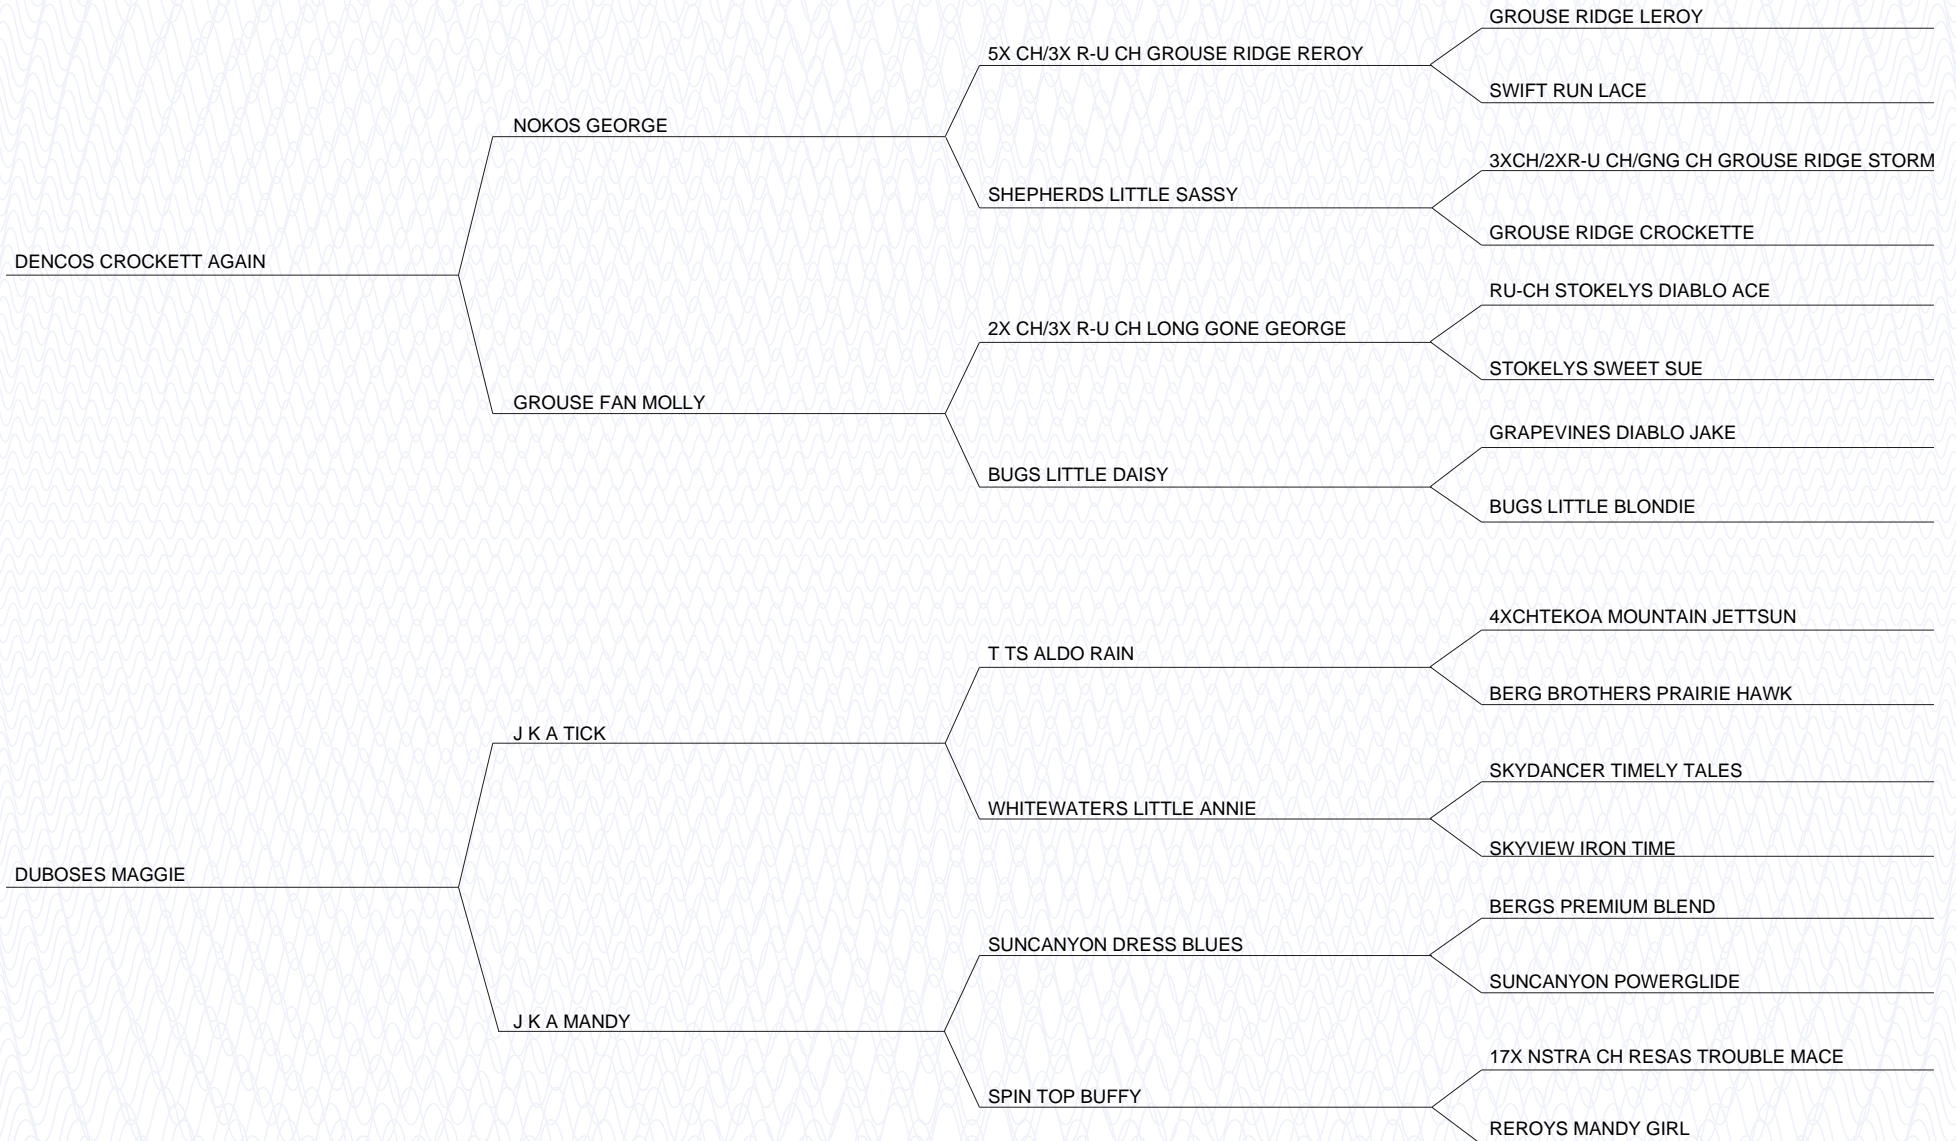 GROUSE RIDGE LEROY
5X CH/3X R-U CH GROUSE RIDGE REROY
SWIFT RUN LACE
NOKOS GEORGE
3XCH/2XR-U CH/GNG CH GROUSE RIDGE STORM
SHEPHERDS LITTLE SASSY
GROUSE RIDGE CROCKETTE
DENCOS CROCKETT AGAIN
RU-CH STOKELYS DIABLO ACE
2X CH/3X R-U CH LONG GONE GEORGE
STOKELYS SWEET SUE
GROUSE FAN MOLLY
GRAPEVINES DIABLO JAKE
BUGS LITTLE DAISY
BUGS LITTLE BLONDIE
4XCHTEKOA MOUNTAIN JETTSUN
T TS ALDO RAIN
BERG BROTHERS PRAIRIE HAWK
J K A TICK
SKYDANCER TIMELY TALES
WHITEWATERS LITTLE ANNIE
SKYVIEW IRON TIME
DUBOSES MAGGIE
BERGS PREMIUM BLEND
SUNCANYON DRESS BLUES
SUNCANYON POWERGLIDE
J K A MANDY
17X NSTRA CH RESAS TROUBLE MACE
SPIN TOP BUFFY
REROYS MANDY GIRL